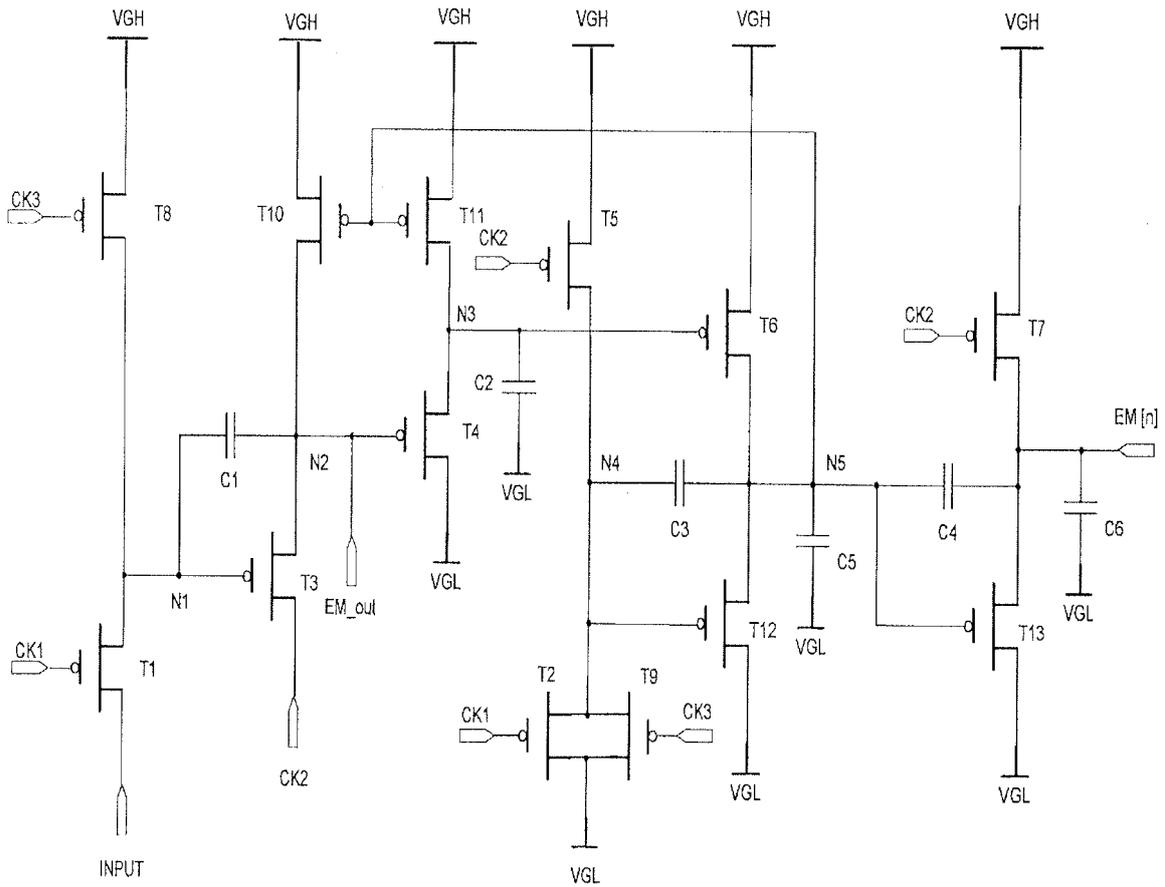 VGH
VGH
VGH
VGH
VGH
VGH
CK3
T8
T10
T11
T5
CK2
T6
CK2
T7
N3
C2
T4
VGL
EM [n]
C1
N2
N4
C3
N5
C4
C6
VGL
C5
VGL
N1
T3
EM_out
VGL
T12
T13
CK1
T1
T2
T9
CK1
CK3
CK2
VGL
VGL
INPUT
VGL